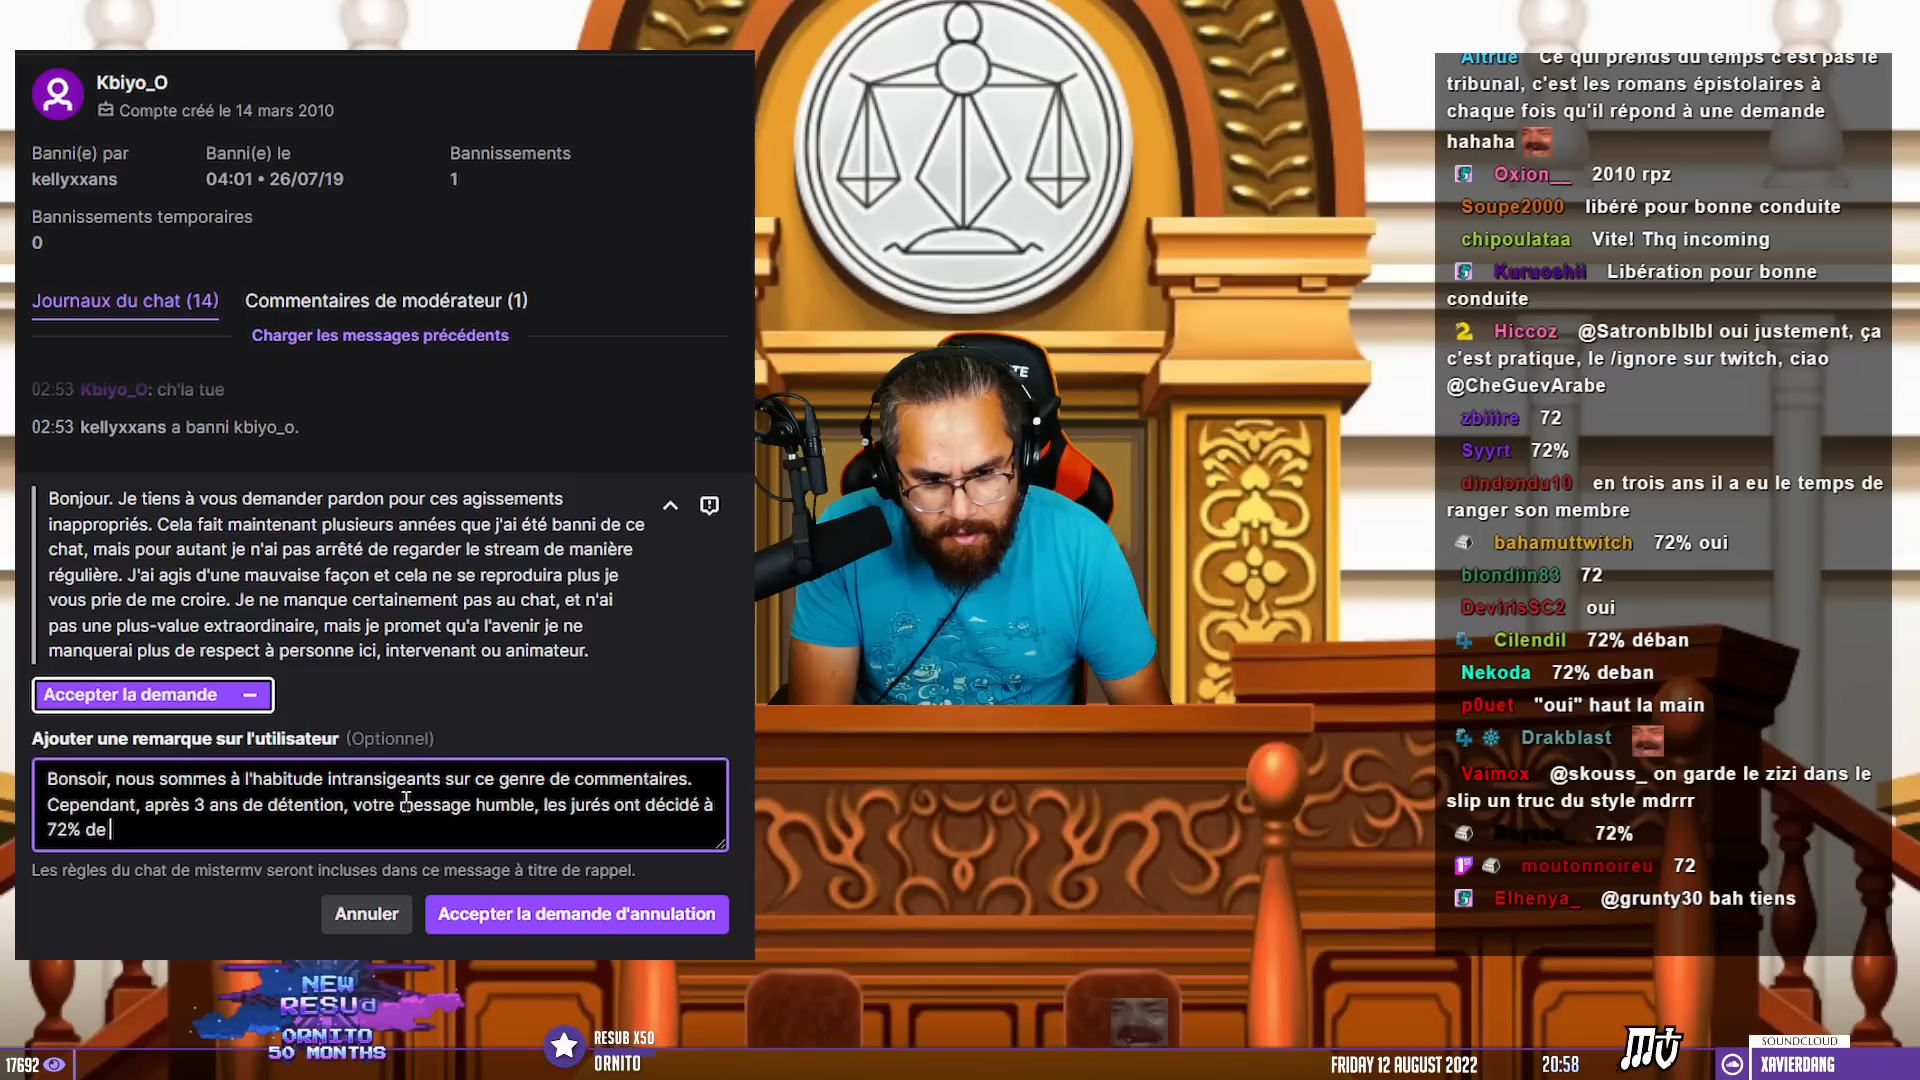 Kbiyo_O
Compte créé le 14 mars 2010
Banni(e) par
Banni(e) le
Bannissements
kellyxxans
04:01 • 26/07/19
1
Bannissements temporaires
0
Journaux du chat (14)
Commentaires de modérateur (1)
Charger les messages précédents
02:53 Kbiyo_O: ch'la tue
02:53 kellyxxans a banni kbiyo_o.
Bonjour. Je tiens à vous demander pardon pour ces agissements
inappropriés. Cela fait maintenant plusieurs années que j'ai été banni de ce
chat, mais pour autant je n'ai pas arrêté de regarder le stream de manière
régulière. J'ai agis d'une mauvaise façon et cela ne se reproduira plus je
vous prie de me croire. Je ne manque certainement pas au chat, et n'ai
pas une plus-value extraordinaire, mais je promet qu'a l'avenir je ne
manquerai plus de respect à personne ici, intervenant ou animateur.
Accepter la demande
Ajouter une remarque sur l'utilisateur (Optionnel)
Bonsoir, nous sommes à l'habitude intransigeants sur ce genre de commentaires.
Cependant, après 3 ans de détention, votre message humble, les jurés ont décidé à
72% de
Les règles du chat de mistermv seront incluses dans ce message à titre de rappel.
Annuler
Accepter la demande d'annulation
Altrue Ce qui prends du temps c'est pas le
tribunal, c'est les romans épistolaires à
chaque fois qu'il répond à une demande
hahaha
Oxion__ 2010 rpz
Soupe2000 libéré pour bonne conduite
chipoulataa Vite! Thq incoming
Kuruoshii Libération pour bonne
conduite
Hiccoz @Satronblblbl oui justement, ça
c'est pratique, le /ignore sur twitch, ciao
@CheGuevArabe
zbiiire 72
Syyrt 72%
dindondu10 en trois ans il a eu le temps de
ranger son membre
bahamuttwitch 72% oui
blondiin83 72
DevirisSC2 oui
Cilendil 72% déban
Nekoda 72% deban
p0uet "oui" haut la main
Drakblast
Vaimox @skouss_ on garde le zizi dans le
slip un truc du style mdrrr
72%
moutonnoireu 72
Elhenya_ @grunty30 bah tiens
NEW
RESUB
ORNITO
50 MONTHS
RESUB X50
ORNITO
17692
FRIDAY 12 AUGUST 2022
20:58
MV
SOUNDCLOUD
XAVIERDANG